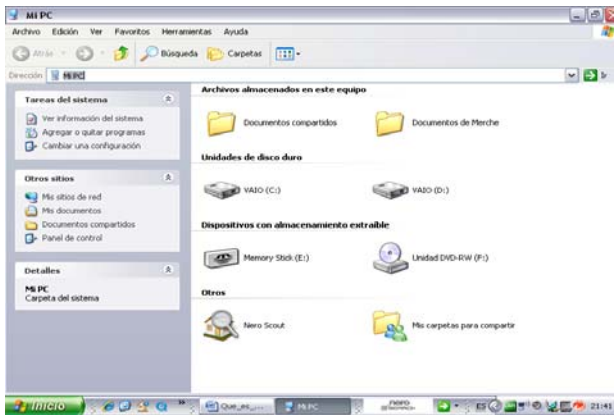 Mi PC
Archivo Edición Ver Favoritos Herramientas Ayuda
Atrás Búsqueda Carpetas
Dirección Mi PC Ir
Tareas del sistema
Ver información del sistema
Agregar o quitar programas
Cambiar una configuración
Otros sitios
Mis sitios de red
Mis documentos
Documentos compartidos
Panel de control
Detalles
Mi PC
Carpeta del sistema
Archivos almacenados en este equipo
Documentos compartidos Documentos de Merche
Unidades de disco duro
VAIO (C:) VAIO (D:)
Dispositivos con almacenamiento extraíble
Memory Stick (E:) Unidad DVD-RW (F:)
Otros
Nero Scout Mis carpetas para compartir
Inicio Que_es_... Mi PC nero ES 21:41